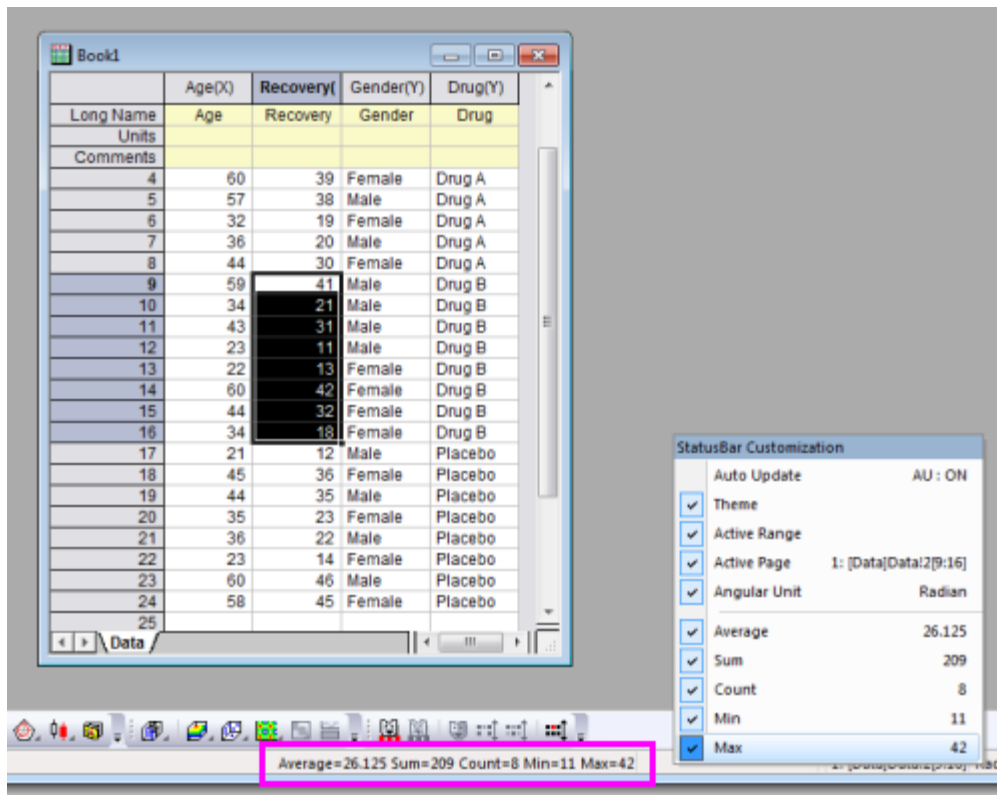 Book1
Age(X) Recovery( Gender(Y) Drug(Y)
Long Name Age Recovery Gender Drug
Units
Comments
4 60 39 Female Drug A
5 57 38 Male Drug A
6 32 19 Female Drug A
7 36 20 Male Drug A
8 44 30 Female Drug A
9 59 41 Male Drug B
10 34 21 Male Drug B
11 43 31 Male Drug B
12 23 11 Male Drug B
13 22 13 Female Drug B
14 60 42 Female Drug B
15 44 32 Female Drug B
16 34 18 Female Drug B
17 21 12 Male Placebo
18 45 36 Female Placebo
19 44 35 Male Placebo
20 35 23 Female Placebo
21 36 22 Male Placebo
22 23 14 Female Placebo
23 60 46 Male Placebo
24 58 45 Female Placebo
25
Data
StatusBar Customization
Auto Update AU : ON
Theme
Active Range
Active Page 1: [Data]Data!2[9:16]
Angular Unit Radian
Average 26.125
Sum 209
Count 8
Min 11
Max 42
Average=26.125 Sum=209 Count=8 Min=11 Max=42